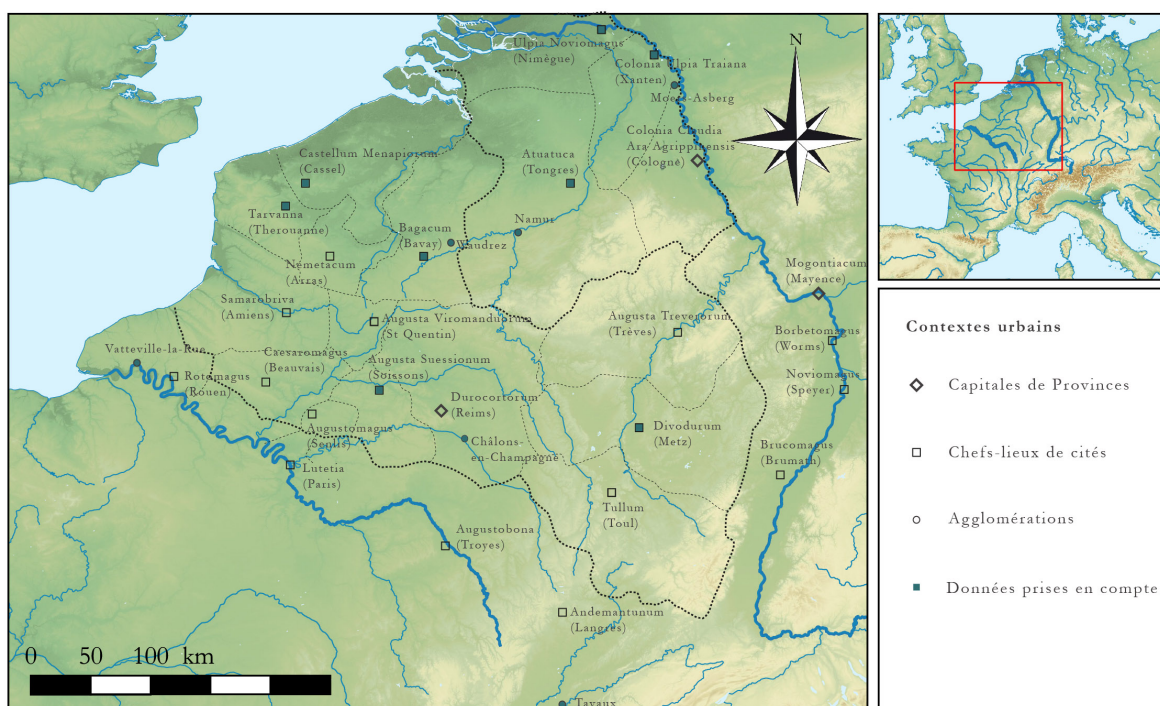 Ulpia Noviomagus
(Nimègue)
Colonia Ulpia Traiana
(Xanten)
Moers-Asberg
N
Colonia Claudia
Ara Agrippinensis
(Cologne)
Castellum Menapiorum
(Cassel)
Atuatuca
(Tongres)
Tarvanna
(Therouanne)
Namur
Bagacum
(Bavay)
Waudrez
Nemetacum
(Arras)
Mogontiacum
(Mayence)
Samarobriva
(Amiens)
Augusta Viromanduorum
(St Quentin)
Augusta Treverorum
(Trèves)
Borbetomagus
(Worms)
Vatteville-la-Rue
Rotomagus
(Rouen)
Caesaromagus
(Beauvais)
Augusta Suessionum
(Soissons)
Noviomagus
(Speyer)
Durocortorum
(Reims)
Augustomagus
(Senlis)
Divodurum
(Metz)
Châlons-
en-Champagne
Brucomagus
(Brumath)
Lutetia
(Paris)
Tullum
(Toul)
Augustobona
(Troyes)
Andemantunum
(Langres)
Tavaux
0 50 100 km
Contextes urbains
Capitales de Provinces
Chefs-lieux de cités
Agglomérations
Données prises en compte